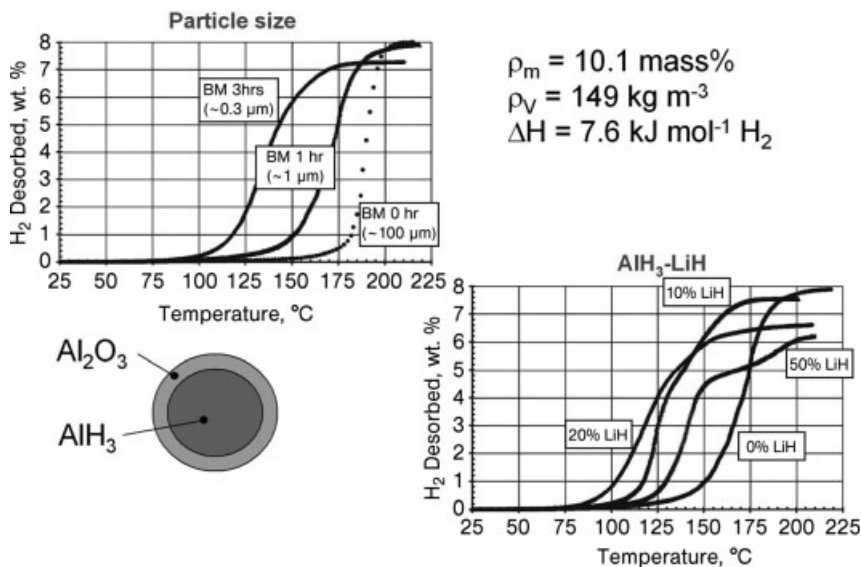 Particle size
H₂ Desorbed, wt. %
8
7
6
5
4
3
2
1
0
BM 3hrs
(~0.3 µm)
BM 1 hr
(~1 µm)
BM 0 hr
(~100 µm)
25 50 75 100 125 150 175 200 225
Temperature, ºC
ρm = 10.1 mass%
ρV = 149 kg m⁻³
ΔH = 7.6 kJ mol⁻¹ H₂
Al₂O₃
AlH₃
AlH₃-LiH
H₂ Desorbed, wt. %
8
7
6
5
4
3
2
1
0
10% LiH
50% LiH
20% LiH
0% LiH
25 50 75 100 125 150 175 200 225
Temperature, ºC